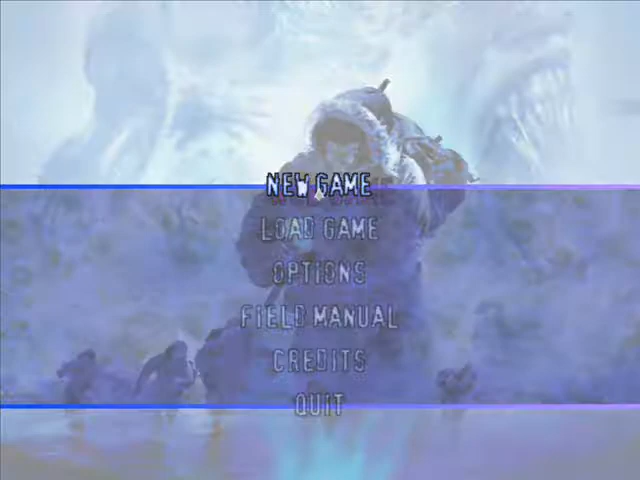 NEW GAME
LOAD GAME
OPTIONS
FIELD MANUAL
CREDITS
QUIT